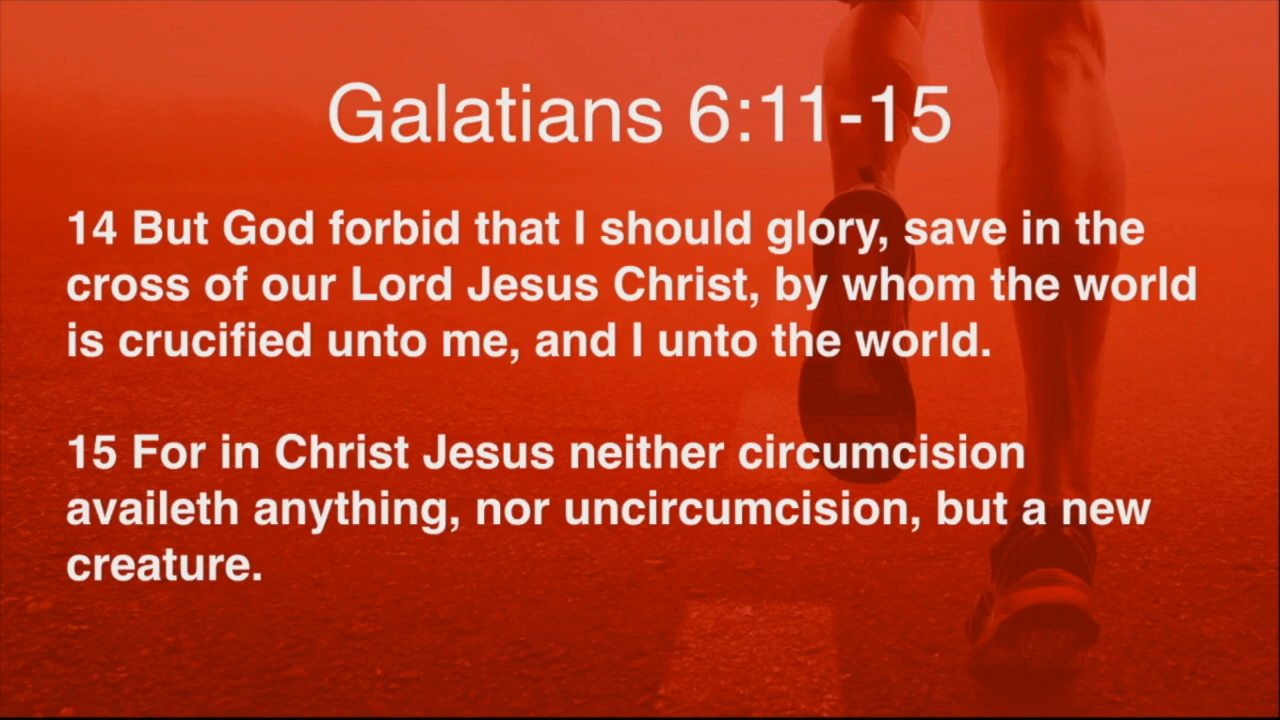 Galatians 6:11-15
14 But God forbid that I should glory, save in the
cross of our Lord Jesus Christ, by whom the world
is crucified unto me, and I unto the world.
15 For in Christ Jesus neither circumcision
availeth anything, nor uncircumcision, but a new
creature.